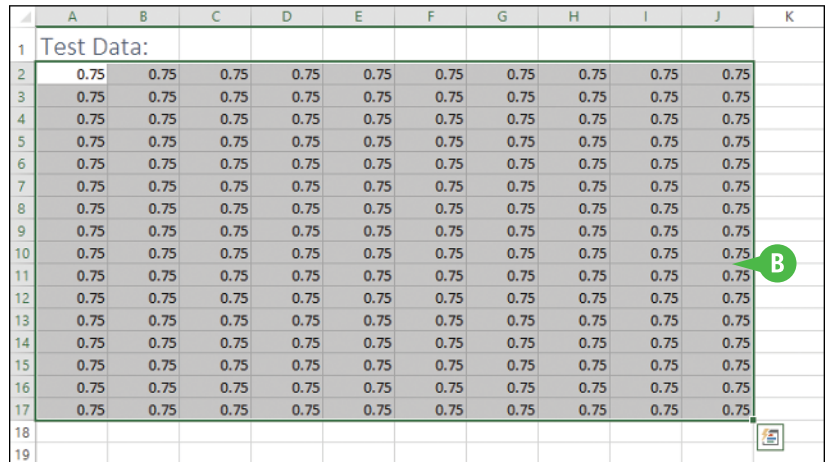 A B C D E F G H I J K
1 Test Data:
2 0.75 0.75 0.75 0.75 0.75 0.75 0.75 0.75 0.75 0.75
3 0.75 0.75 0.75 0.75 0.75 0.75 0.75 0.75 0.75 0.75
4 0.75 0.75 0.75 0.75 0.75 0.75 0.75 0.75 0.75 0.75
5 0.75 0.75 0.75 0.75 0.75 0.75 0.75 0.75 0.75 0.75
6 0.75 0.75 0.75 0.75 0.75 0.75 0.75 0.75 0.75 0.75
7 0.75 0.75 0.75 0.75 0.75 0.75 0.75 0.75 0.75 0.75
8 0.75 0.75 0.75 0.75 0.75 0.75 0.75 0.75 0.75 0.75
9 0.75 0.75 0.75 0.75 0.75 0.75 0.75 0.75 0.75 0.75
10 0.75 0.75 0.75 0.75 0.75 0.75 0.75 0.75 0.75 0.75
B
11 0.75 0.75 0.75 0.75 0.75 0.75 0.75 0.75 0.75 0.75
12 0.75 0.75 0.75 0.75 0.75 0.75 0.75 0.75 0.75 0.75
13 0.75 0.75 0.75 0.75 0.75 0.75 0.75 0.75 0.75 0.75
14 0.75 0.75 0.75 0.75 0.75 0.75 0.75 0.75 0.75 0.75
15 0.75 0.75 0.75 0.75 0.75 0.75 0.75 0.75 0.75 0.75
16 0.75 0.75 0.75 0.75 0.75 0.75 0.75 0.75 0.75 0.75
17 0.75 0.75 0.75 0.75 0.75 0.75 0.75 0.75 0.75 0.75
18
19